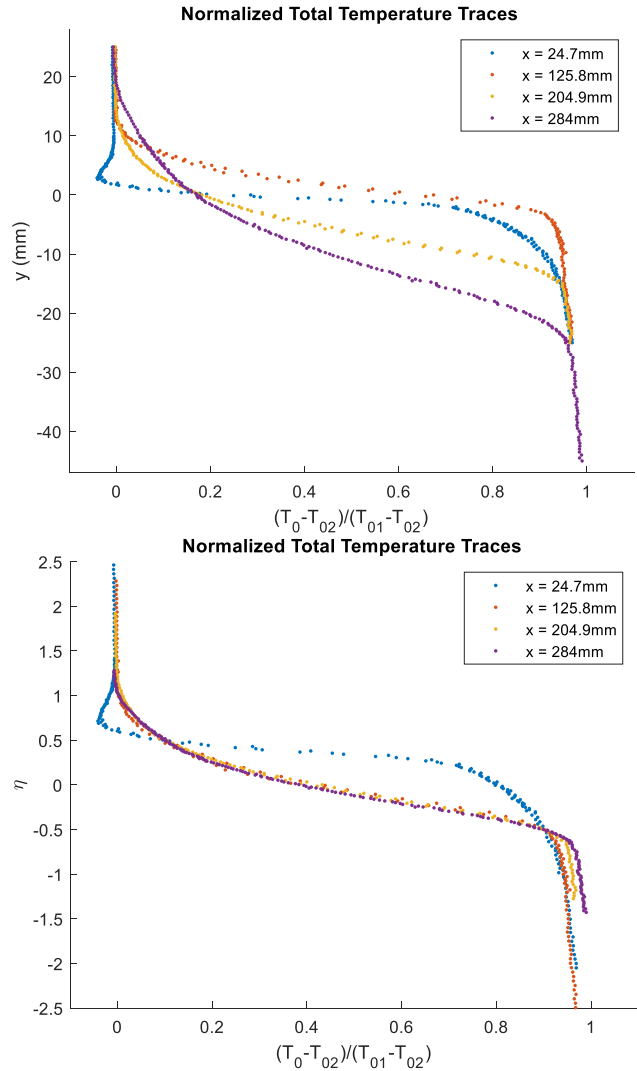 Normalized Total Temperature Traces
x = 24.7mm
x = 125.8mm
x = 204.9mm
x = 284mm
20
10
0
-10
-20
-30
-40
y (mm)
0 0.2 0.4 0.6 0.8 1
(T0-T02)/(T01-T02)
Normalized Total Temperature Traces
x = 24.7mm
x = 125.8mm
x = 204.9mm
x = 284mm
2.5
2
1.5
1
0.5
0
-0.5
-1
-1.5
-2
-2.5
η
0 0.2 0.4 0.6 0.8 1
(T0-T02)/(T01-T02)